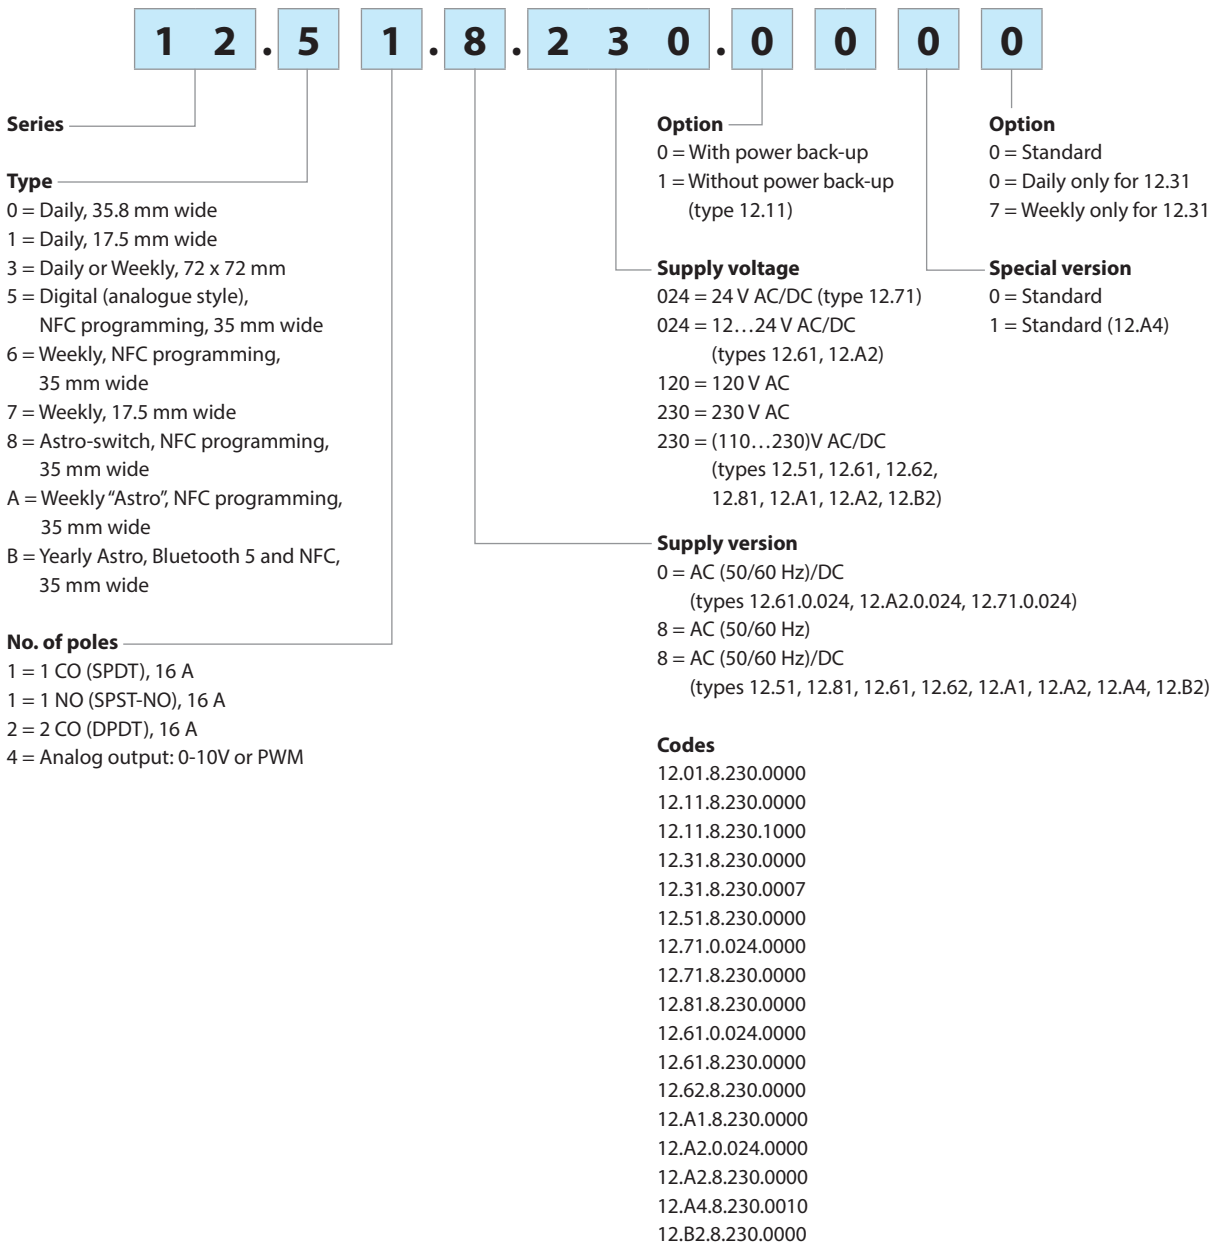 12.51.8.230.0000
Series
Type
0 = Daily, 35.8 mm wide
1 = Daily, 17.5 mm wide
3 = Daily or Weekly, 72 x 72 mm
5 = Digital (analogue style),
NFC programming, 35 mm wide
6 = Weekly, NFC programming,
35 mm wide
7 = Weekly, 17.5 mm wide
8 = Astro-switch, NFC programming,
35 mm wide
A = Weekly “Astro”, NFC programming,
35 mm wide
B = Yearly Astro, Bluetooth 5 and NFC,
35 mm wide
No. of poles
1 = 1 CO (SPDT), 16 A
1 = 1 NO (SPST-NO), 16 A
2 = 2 CO (DPDT), 16 A
4 = Analog output: 0-10V or PWM
Option
0 = With power back-up
1 = Without power back-up
(type 12.11)
Option
0 = Standard
0 = Daily only for 12.31
7 = Weekly only for 12.31
Supply voltage
024 = 24 V AC/DC (type 12.71)
024 = 12…24 V AC/DC
(types 12.61, 12.A2)
120 = 120 V AC
230 = 230 V AC
230 = (110…230)V AC/DC
(types 12.51, 12.61, 12.62,
12.81, 12.A1, 12.A2, 12.B2)
Special version
0 = Standard
1 = Standard (12.A4)
Supply version
0 = AC (50/60 Hz)/DC
(types 12.61.0.024, 12.A2.0.024, 12.71.0.024)
8 = AC (50/60 Hz)
8 = AC (50/60 Hz)/DC
(types 12.51, 12.81, 12.61, 12.62, 12.A1, 12.A2, 12.A4, 12.B2)
Codes
12.01.8.230.0000
12.11.8.230.0000
12.11.8.230.1000
12.31.8.230.0000
12.31.8.230.0007
12.51.8.230.0000
12.71.0.024.0000
12.71.8.230.0000
12.81.8.230.0000
12.61.0.024.0000
12.61.8.230.0000
12.62.8.230.0000
12.A1.8.230.0000
12.A2.0.024.0000
12.A2.8.230.0000
12.A4.8.230.0010
12.B2.8.230.0000